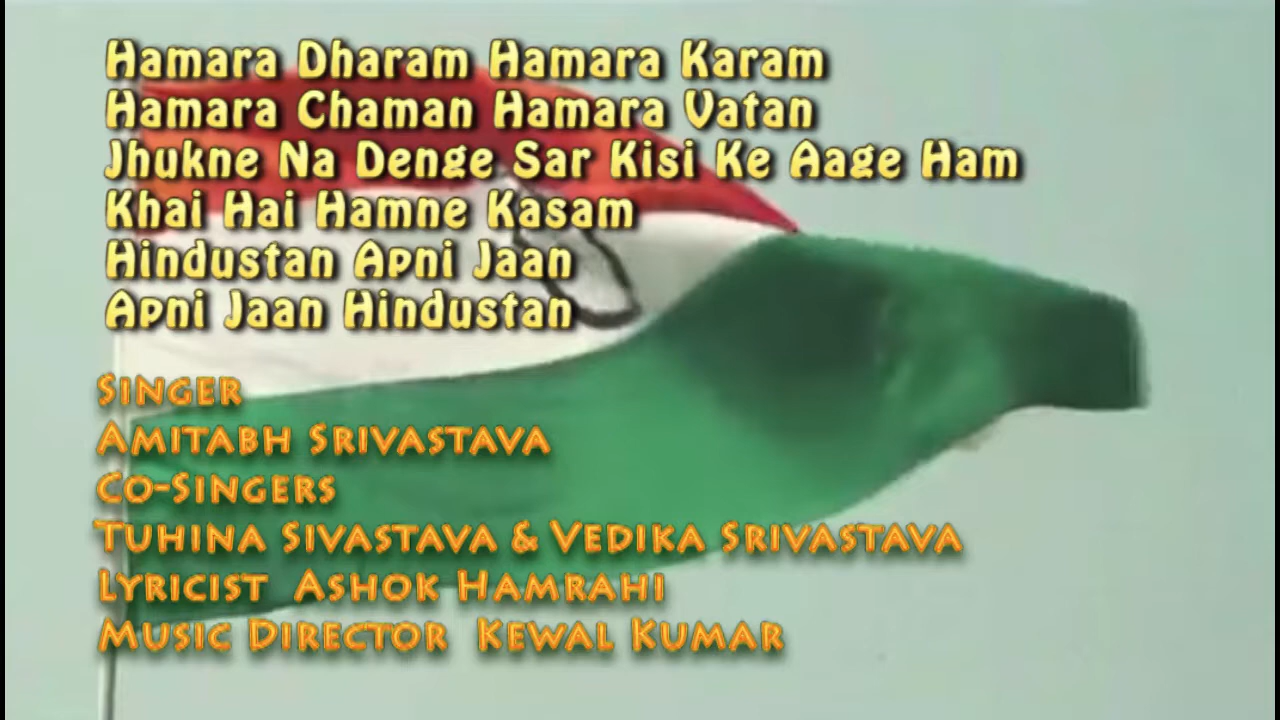 Hamara Dharam Hamara Karam
Hamara Chaman Hamara Vatan
Jhukne Na Denge Sar Kisi Ke Aage Ham
Khai Hai Hamne Kasam
Hindustan Apni Jaan
Apni Jaan Hindustan
Singer
Amitabh Srivastava
Co-Singers
Tuhina Sivastava & Vedika Srivastava
Lyricist Ashok Hamrahi
Music Director Kewal Kumar